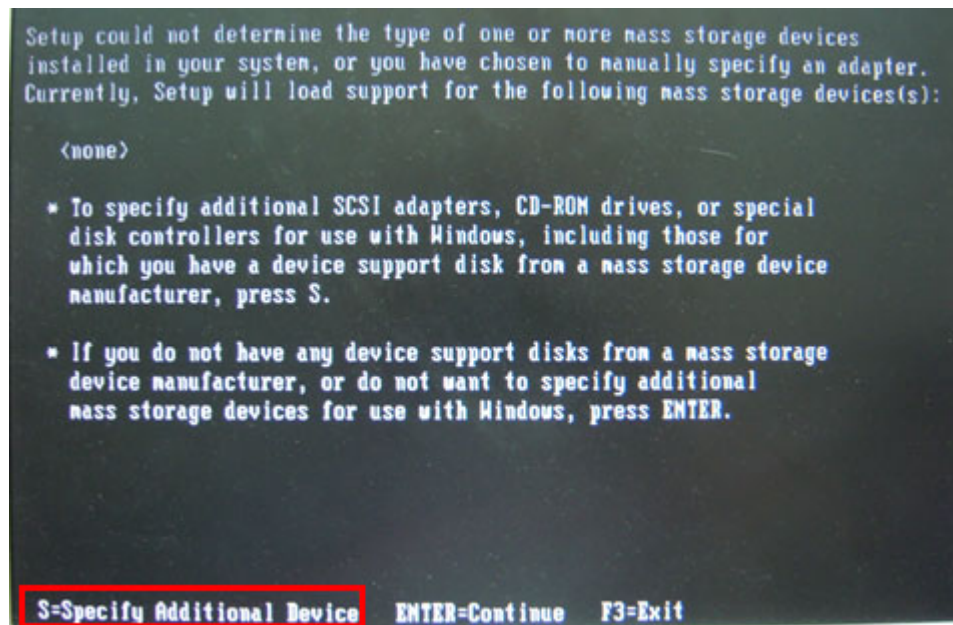 Setup could not determine the type of one or more mass storage devices
installed in your system, or you have chosen to manually specify an adapter.
Currently, Setup will load support for the following mass storage devices(s):
<none>
* To specify additional SCSI adapters, CD-ROM drives, or special
disk controllers for use with Windows, including those for
which you have a device support disk from a mass storage device
manufacturer, press S.
* If you do not have any device support disks from a mass storage
device manufacturer, or do not want to specify additional
mass storage devices for use with Windows, press ENTER.
S=Specify Additional Device ENTER=Continue F3=Exit